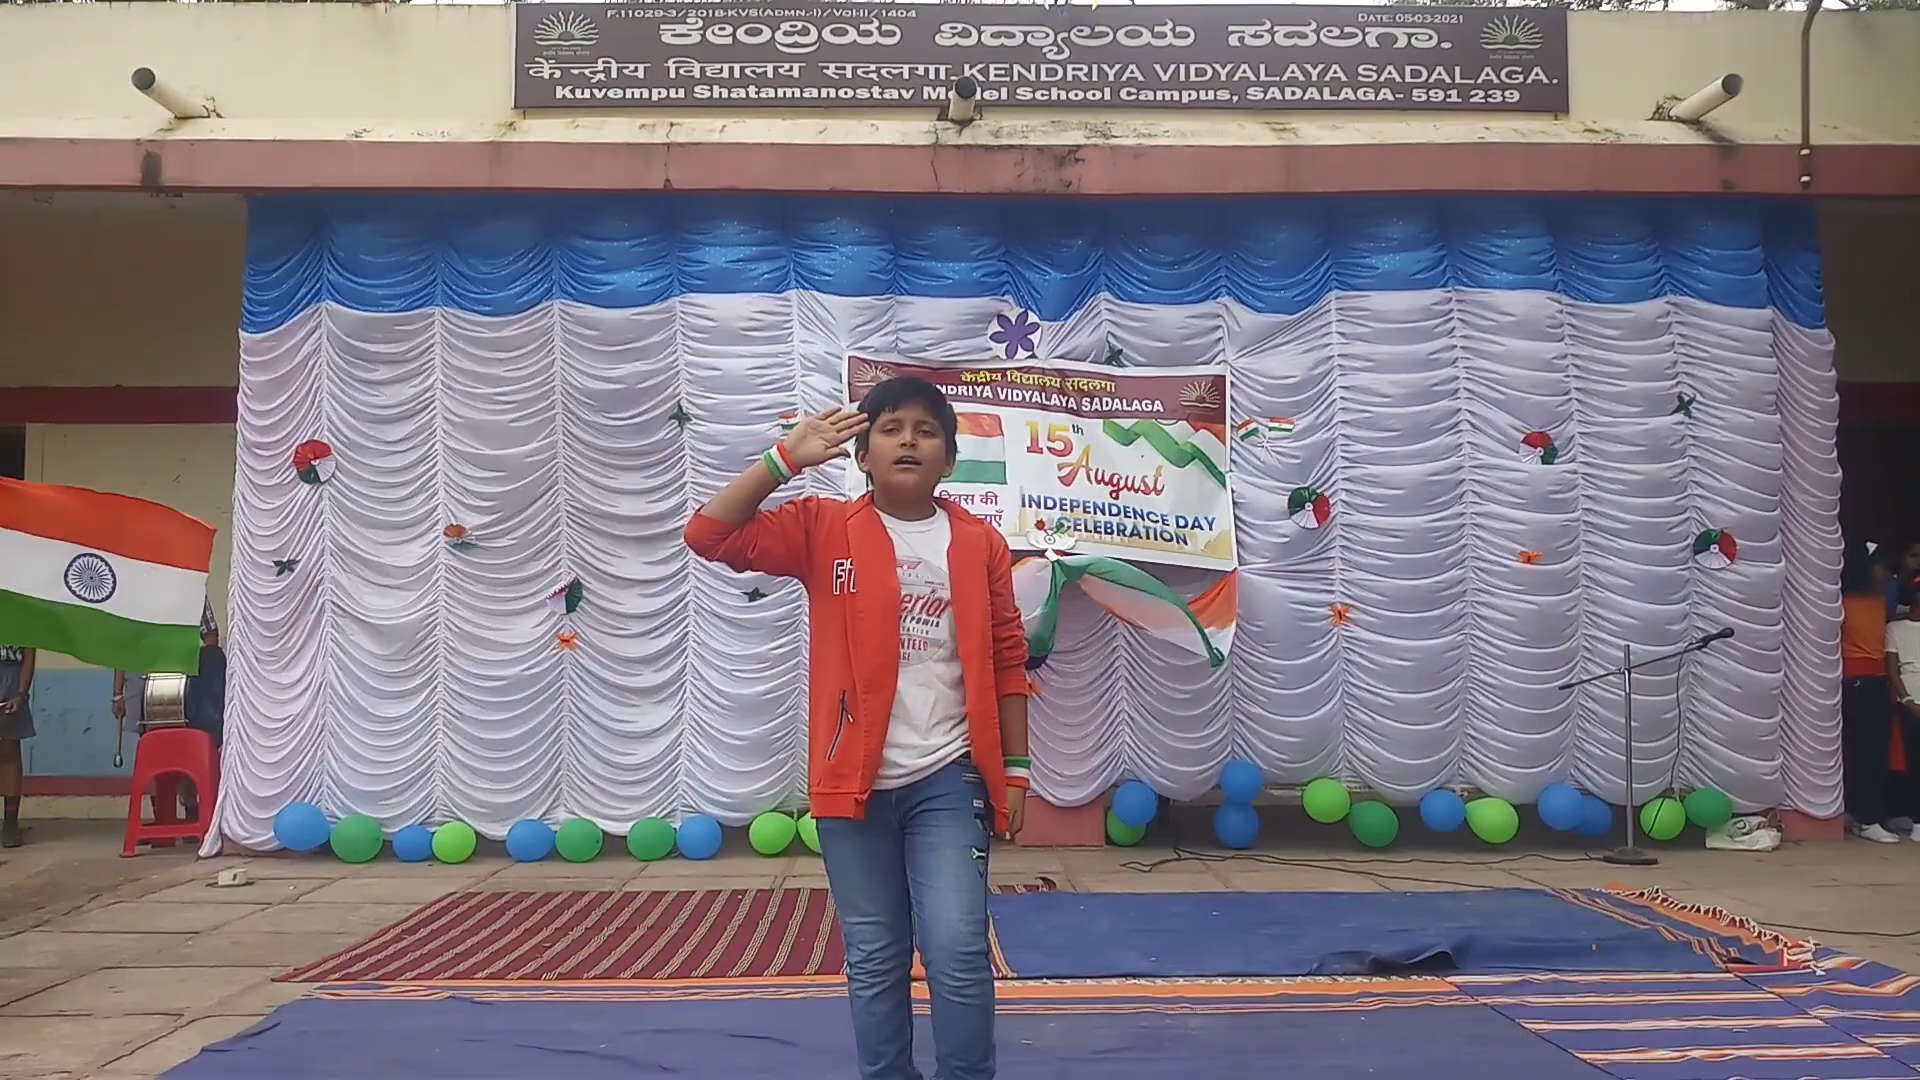 F.11029-3/2018-KVS(ADMN.-I)/Vol-II/1404
DATE: 05-03-2021
ಕೇಂದ್ರಿಯ ವಿದ್ಯಾಲಯ ಸದಲಗಾ.
केंन्द्रीय विद्यालय सदलगा. KENDRIYA VIDYALAYA SADALAGA.
Kuvempu Shatamanostav Model School Campus, SADALAGA- 591 239
केंद्रीय विद्यालय सदलगा
VIDYALAYA SADALAGA
15th
August
INDEPENDENCE DAY
CELEBRATION
की